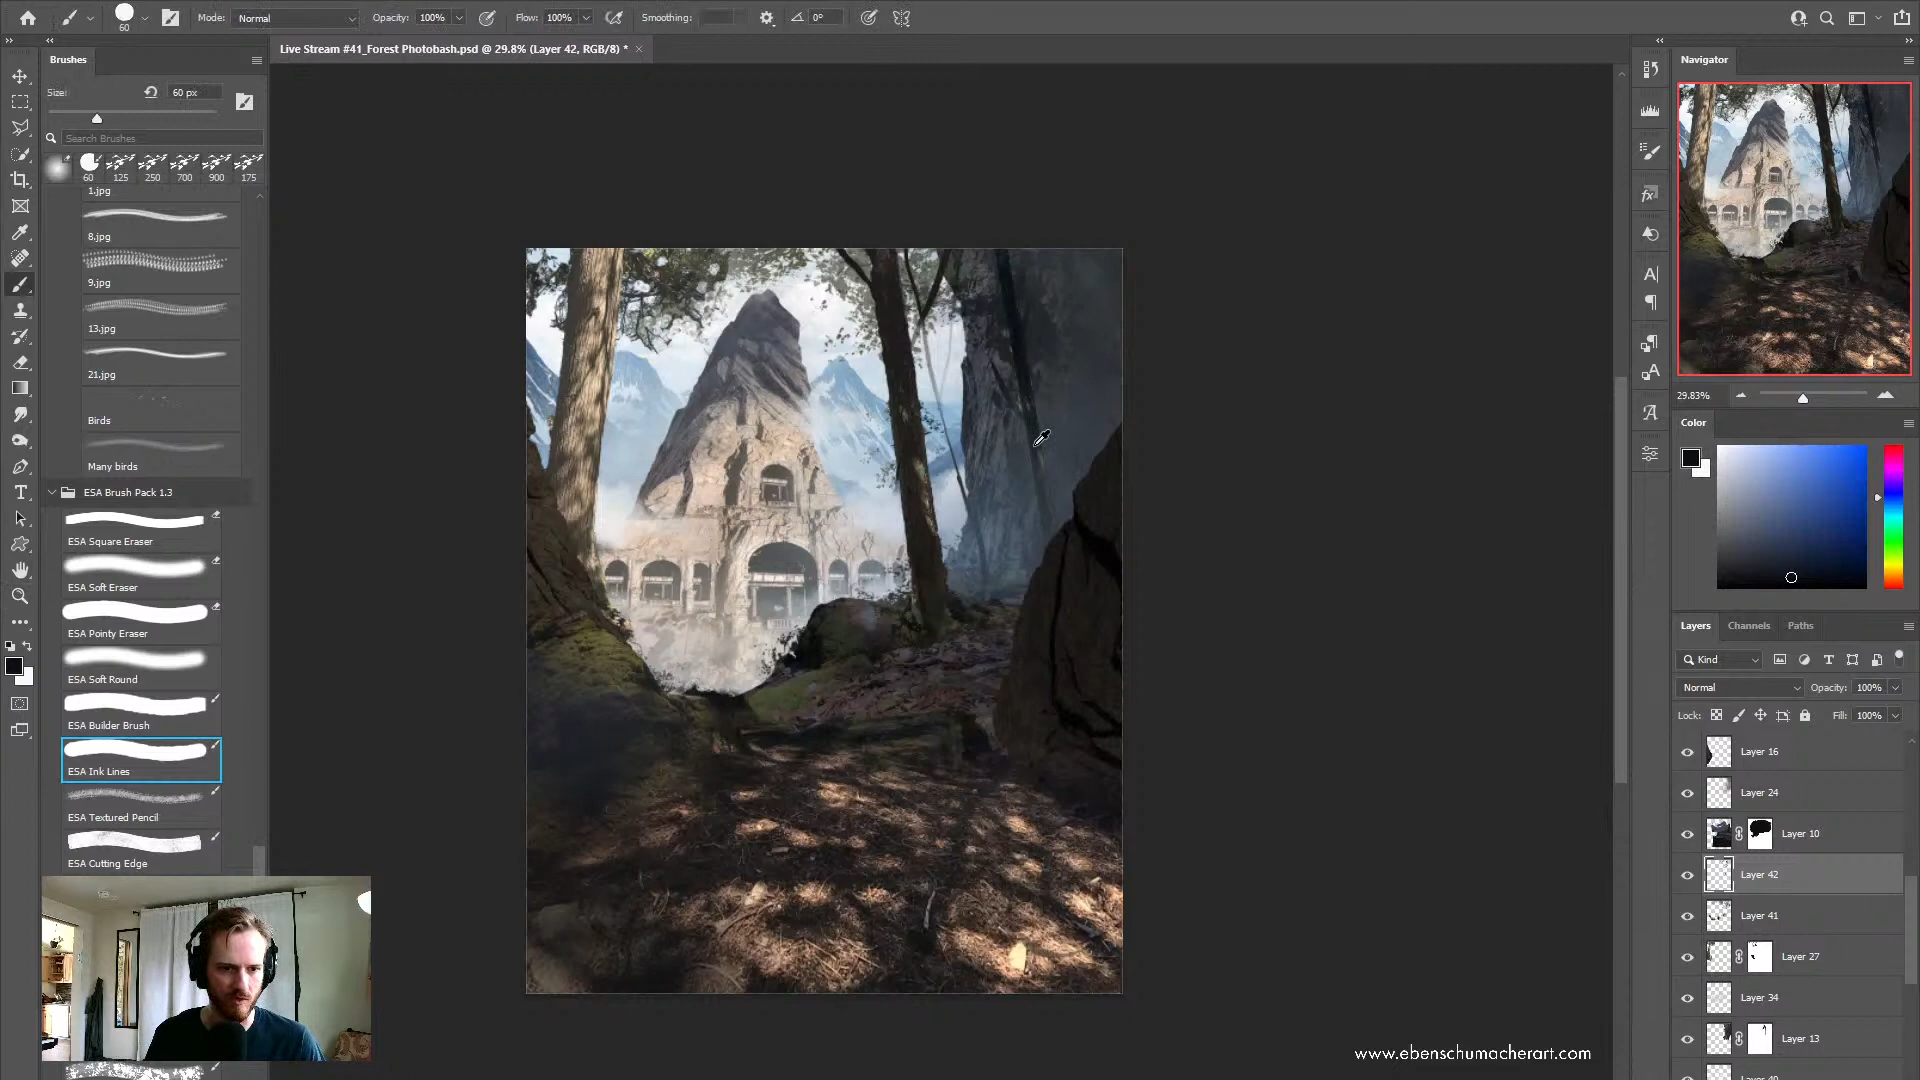 Mode: Normal Opacity: 100% Flow: 100% Smoothing: 0°
60
Live Stream #41_Forest Photobash.psd @ 29.8% (Layer 42, RGB/8) *
Brushes
Size: 60 px
Search Brushes
60 125 250 700 900 175
1.jpg
8.jpg
9.jpg
13.jpg
21.jpg
Birds
Many birds
ESA Brush Pack 1.3
ESA Square Eraser
ESA Soft Eraser
ESA Pointy Eraser
ESA Soft Round
ESA Builder Brush
ESA Ink Lines
ESA Textured Pencil
ESA Cutting Edge
Navigator
29.83%
Color
Layers Channels Paths
Kind
Normal Opacity: 100%
Lock: Fill: 100%
Layer 16
Layer 24
Layer 10
Layer 42
Layer 41
Layer 27
Layer 34
Layer 13
www.ebenschumacherart.com